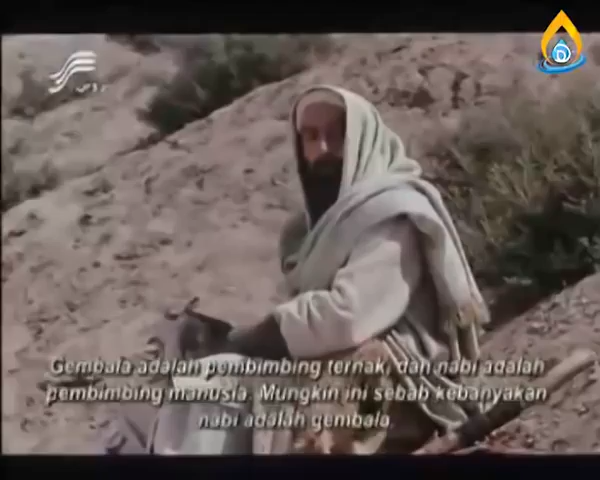 Gembala adalah pembimbing ternak, dan nabi adalah
pembimbing manusia. Mungkin ini sebab kebanyakan
nabi adalah gembala.